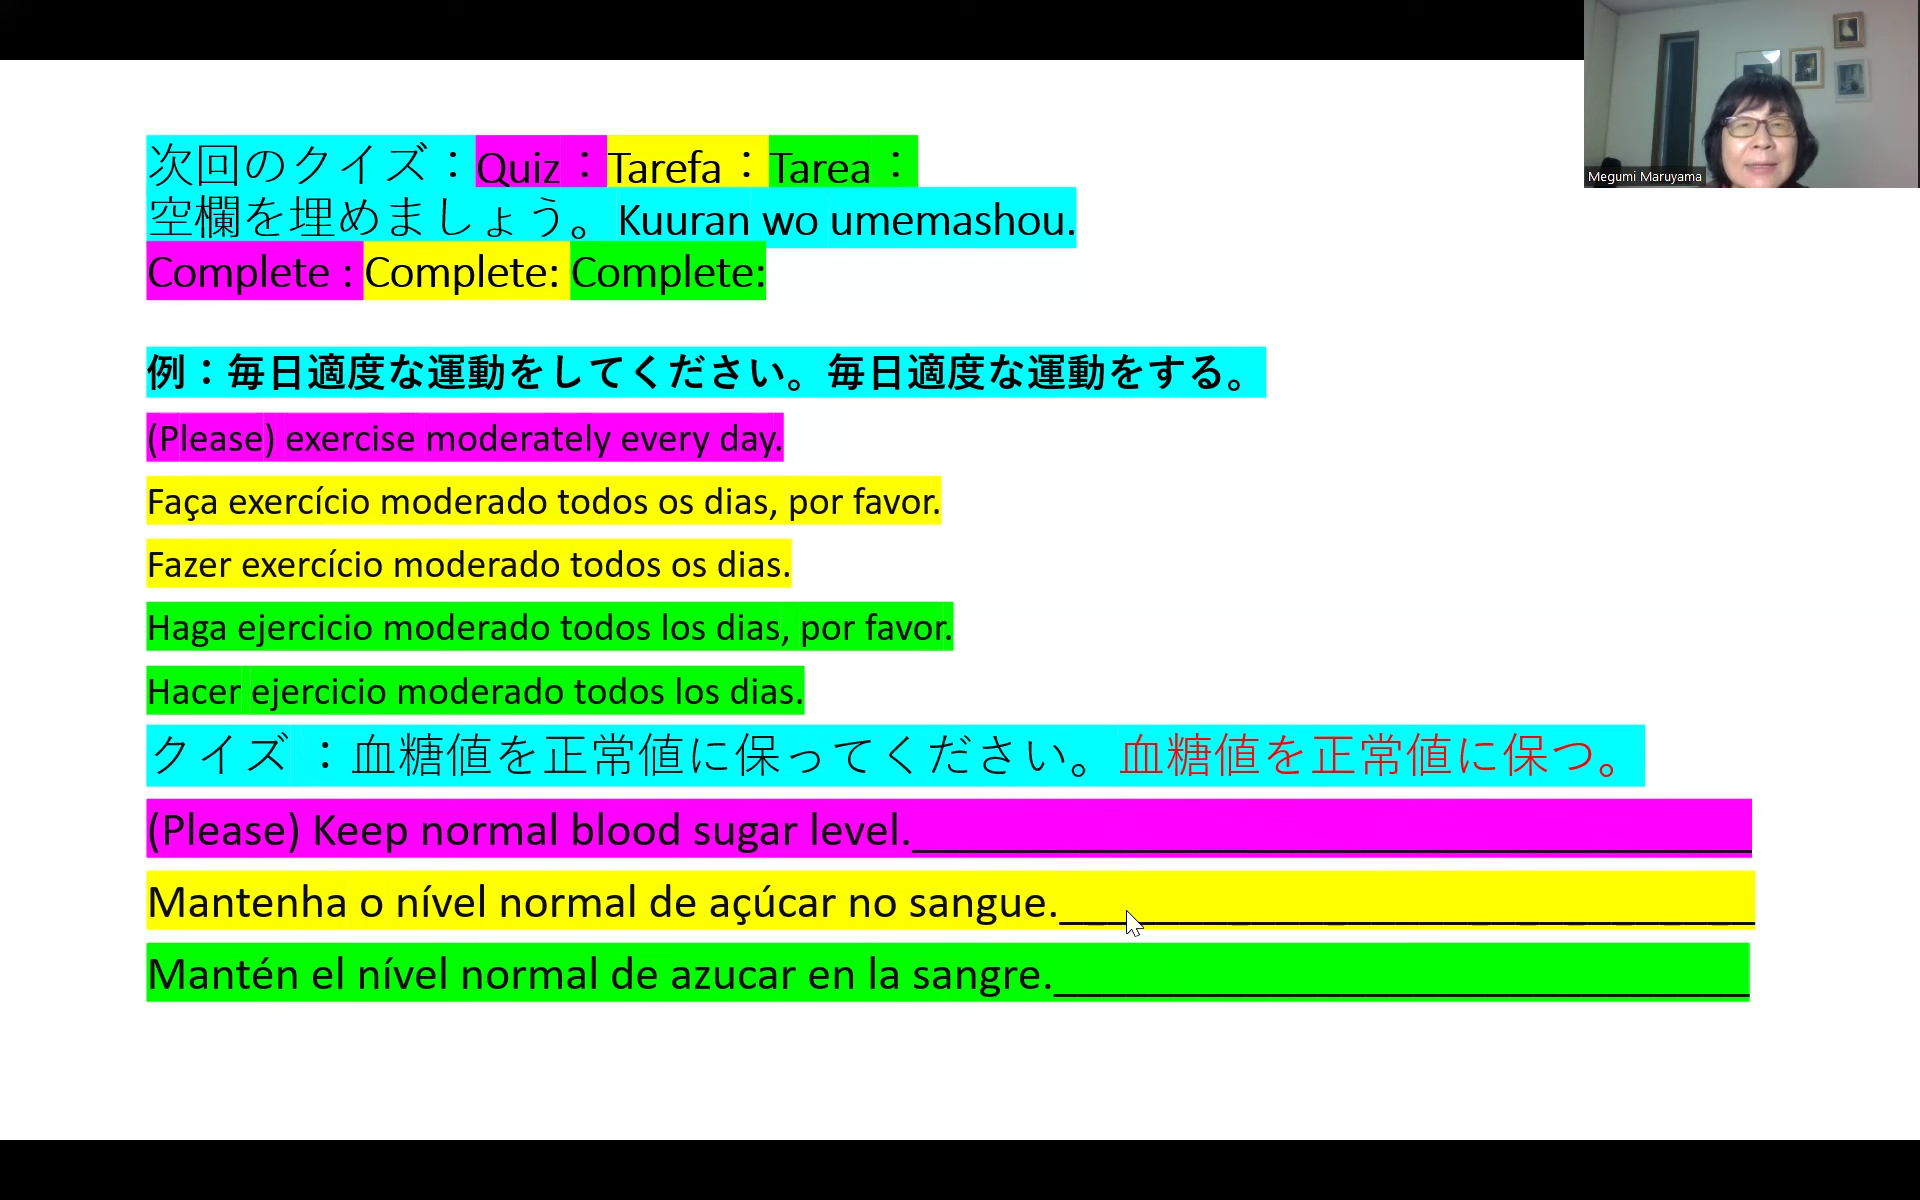 次回のクイズ：Quiz：Tarefa：Tarea：
空欄を埋めましょう。Kuuran wo umemashou.
Complete : Complete: Complete:
例：毎日適度な運動をしてください。毎日適度な運動をする。
(Please) exercise moderately every day.
Faça exercício moderado todos os dias, por favor.
Fazer exercício moderado todos os dias.
Haga ejercicio moderado todos los dias, por favor.
Hacer ejercicio moderado todos los dias.
クイズ ：血糖値を正常値に保ってください。血糖値を正常値に保つ。
(Please) Keep normal blood sugar level.___________________________________
Mantenha o nível normal de açúcar no sangue._____________________________
Mantén el nível normal de azucar en la sangre._____________________________
Megumi Maruyama